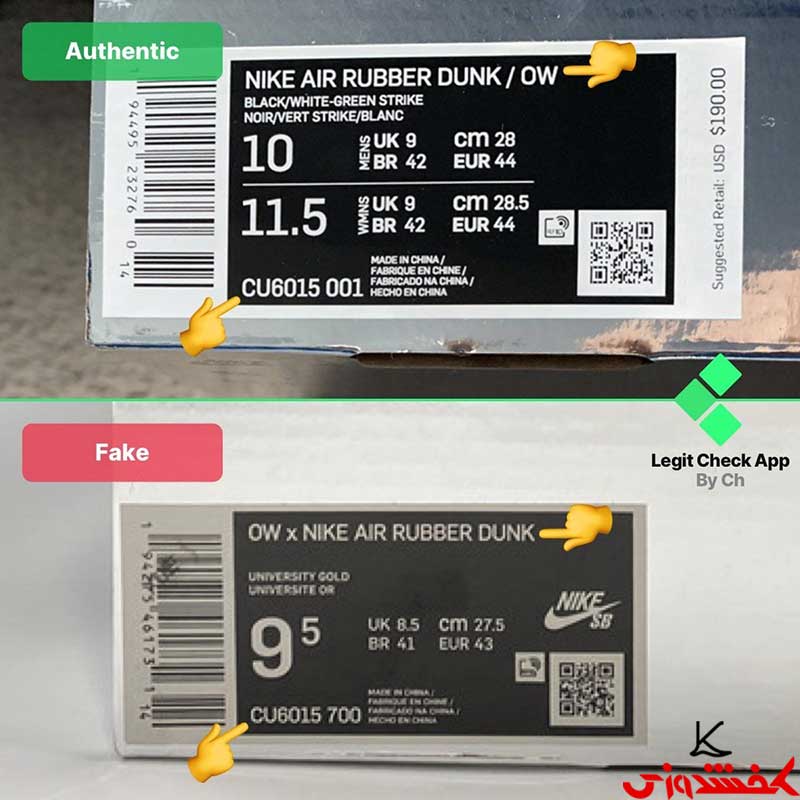 Authentic
NIKE AIR RUBBER DUNK / OW
BLACK/WHITE-GREEN STRIKE
NOIR/VERT STRIKE/BLANC
10 MENS UK 9 cm 28
BR 42 EUR 44
11.5 WMNS UK 9 cm 28.5
BR 42 EUR 44
CU6015 001
MADE IN CHINA /
FABRIQUE EN CHINE /
FABRICADO NA CHINA /
HECHO EN CHINA
1 94495 23276 0 14
Suggested Retail: USD $190.00
Fake
Legit Check App
By Ch
OW x NIKE AIR RUBBER DUNK
UNIVERSITY GOLD
UNIVERSITE OR
9 5
UK 8.5 cm 27.5
BR 41 EUR 43
NIKE
SB
CU6015 700
MADE IN CHINA /
FABRIQUE EN CHINE /
FABRICADO NA CHINA /
HECHO EN CHINA
کفشدوزی